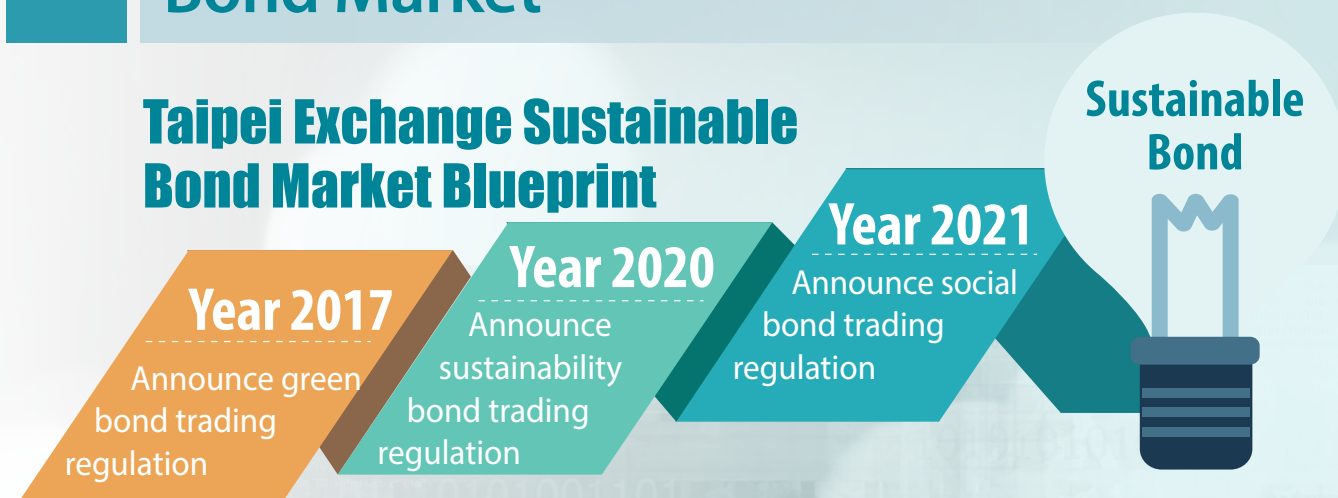 Bond Market
Taipei Exchange Sustainable
Bond Market Blueprint
Sustainable
Bond
Year 2017
Announce green
bond trading
regulation
Year 2020
Announce
sustainability
bond trading
regulation
Year 2021
Announce social
bond trading
regulation